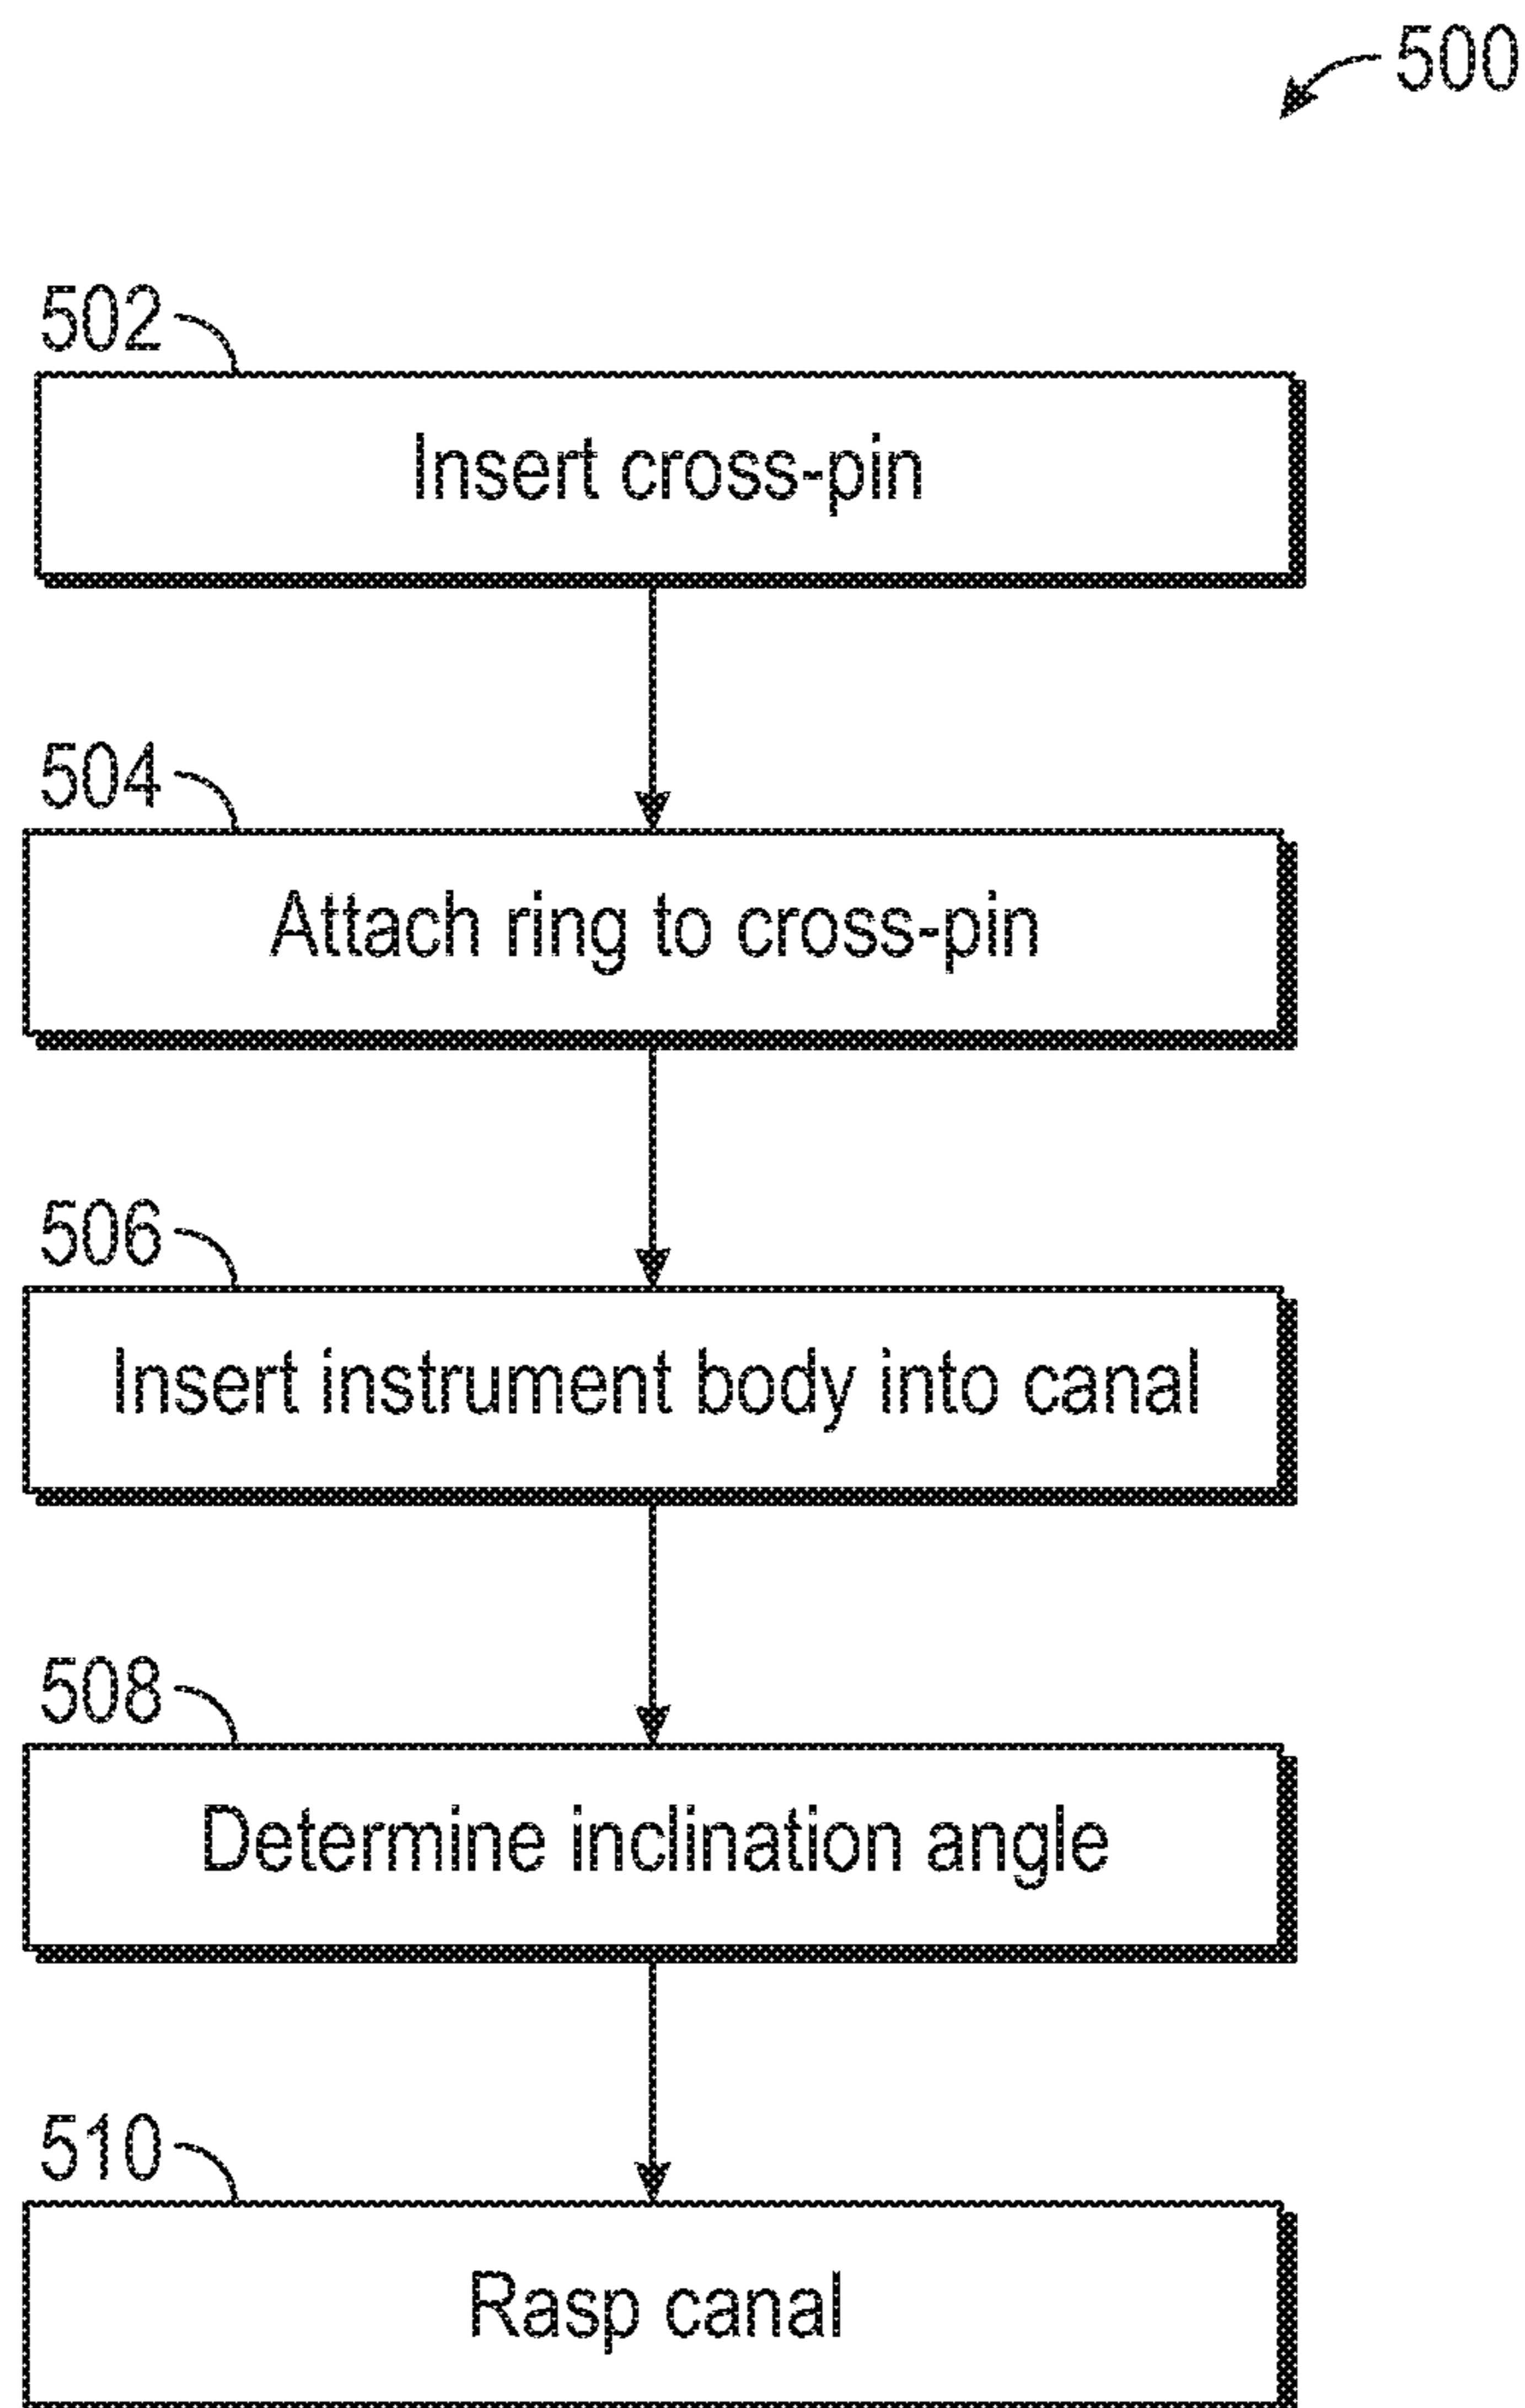 500
502
Insert cross-pin
504
Attach ring to cross-pin
506
Insert instrument body into canal
508
Determine inclination angle
510
Rasp canal